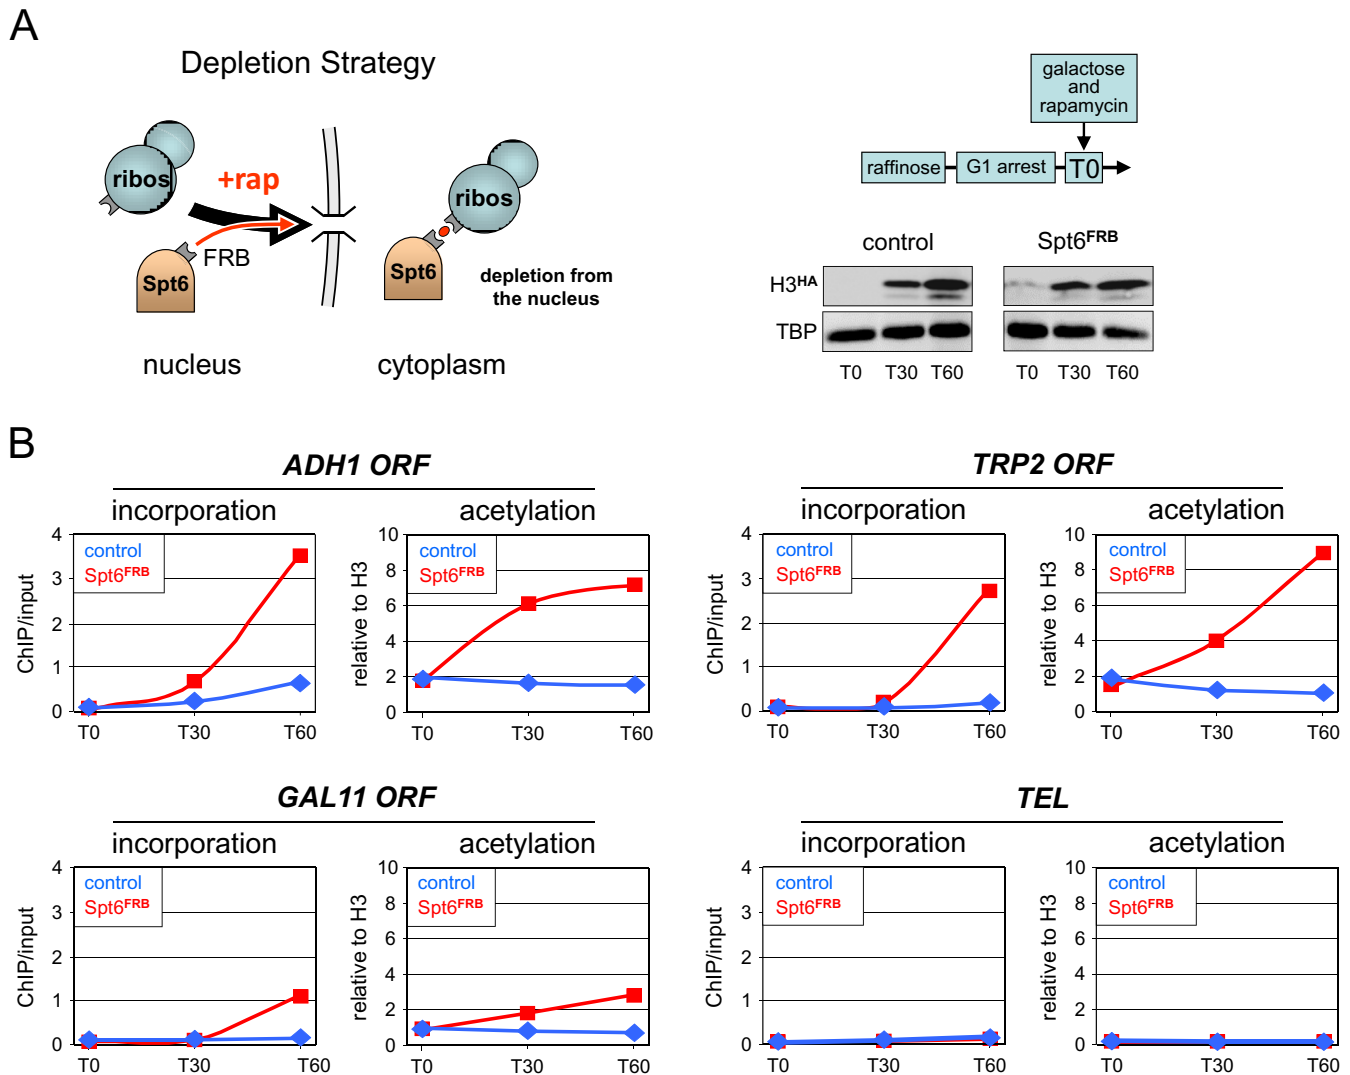 A
Depletion Strategy
ribos
+rap
FRB
Spt6
ribos
Spt6
depletion from
the nucleus
nucleus
cytoplasm
galactose
and
rapamycin
raffinose
G1 arrest
T0
control
Spt6FRB
H3HA
TBP
T0 T30 T60
T0 T30 T60
B
ADH1 ORF
incorporation
ChIP/input
4
3
2
1
0
control
Spt6FRB
T0 T30 T60
acetylation
relative to H3
10
8
6
4
2
0
control
Spt6FRB
T0 T30 T60
TRP2 ORF
incorporation
ChIP/input
4
3
2
1
0
control
Spt6FRB
T0 T30 T60
acetylation
relative to H3
10
8
6
4
2
0
control
Spt6FRB
T0 T30 T60
GAL11 ORF
incorporation
ChIP/input
4
3
2
1
0
control
Spt6FRB
T0 T30 T60
acetylation
relative to H3
10
8
6
4
2
0
control
Spt6FRB
T0 T30 T60
TEL
incorporation
ChIP/input
4
3
2
1
0
control
Spt6FRB
T0 T30 T60
acetylation
relative to H3
10
8
6
4
2
0
control
Spt6FRB
T0 T30 T60